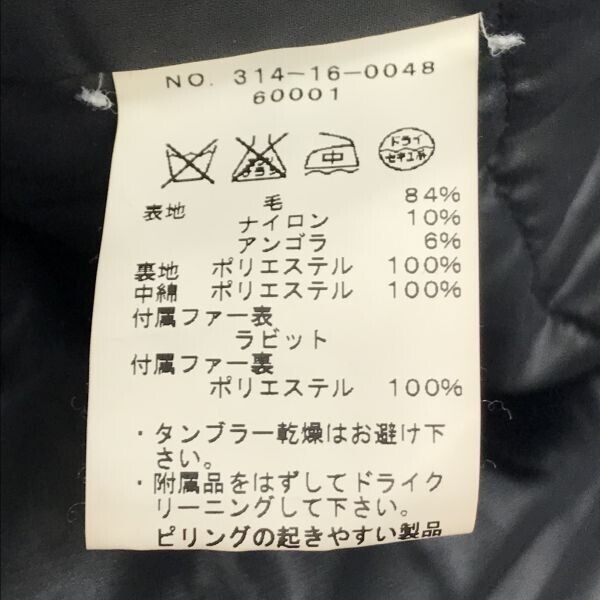 NO. 314-16-0048
60001
エンソサラシ
中
ドライ
セキユ系
表地 毛 84%
ナイロン 10%
アンゴラ 6%
裏地 ポリエステル 100%
中綿 ポリエステル 100%
付属ファー表
ラビット
付属ファー裏
ポリエステル 100%
・タンブラー乾燥はお避け下
さい。
・附属品をはずしてドライク
リーニングして下さい。
ピリングの起きやすい製品